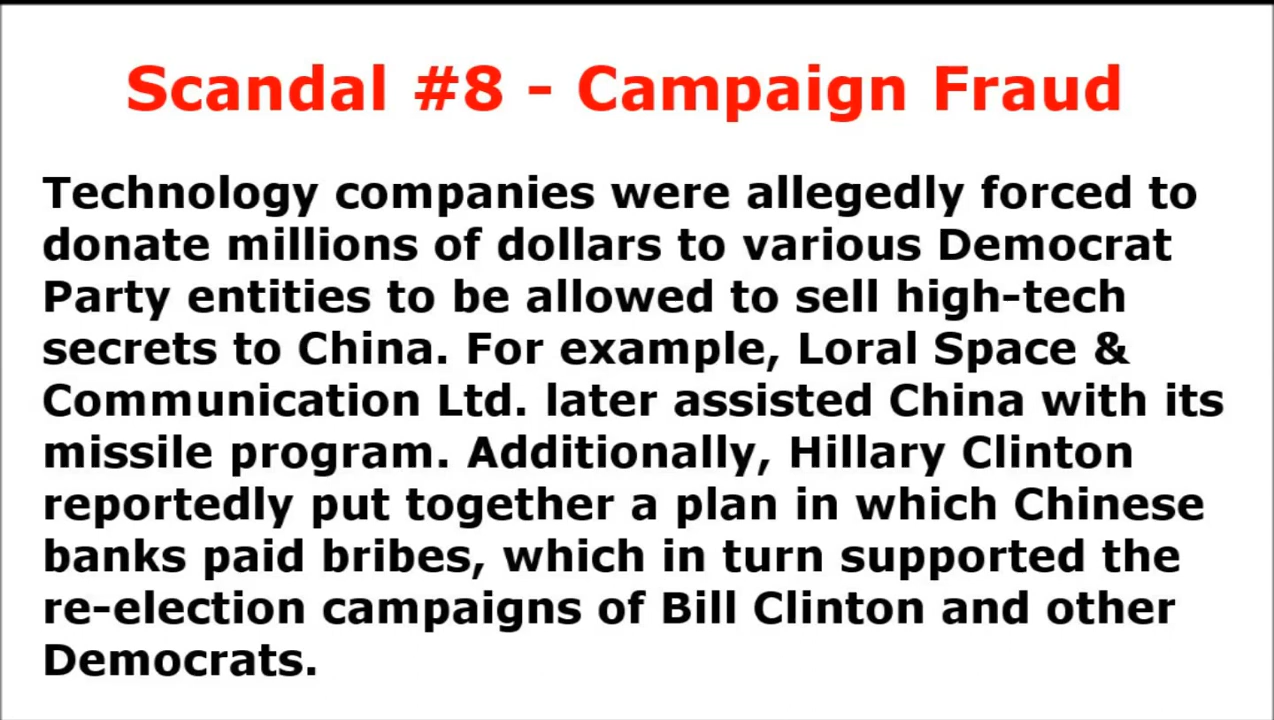 Scandal #8 - Campaign Fraud
Technology companies were allegedly forced to
donate millions of dollars to various Democrat
Party entities to be allowed to sell high-tech
secrets to China. For example, Loral Space &
Communication Ltd. later assisted China with its
missile program. Additionally, Hillary Clinton
reportedly put together a plan in which Chinese
banks paid bribes, which in turn supported the
re-election campaigns of Bill Clinton and other
Democrats.